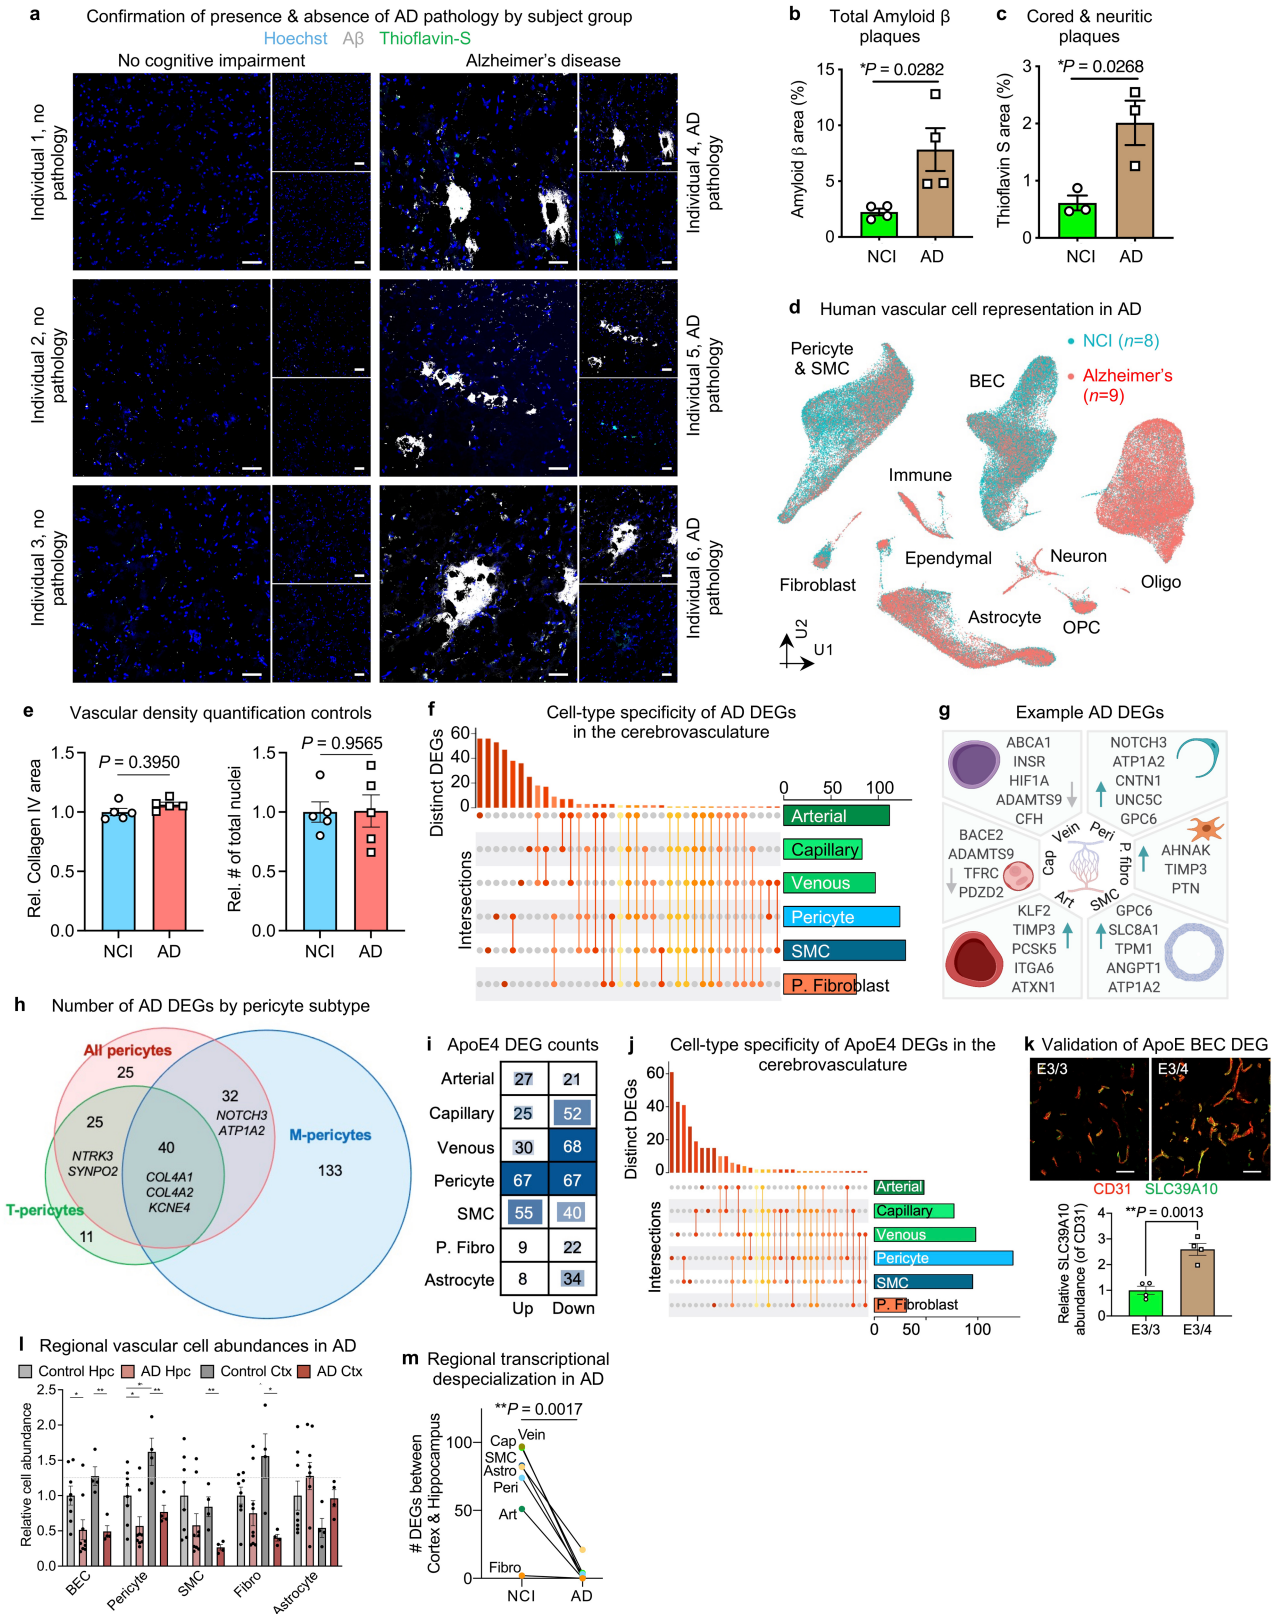 a Confirmation of presence & absence of AD pathology by subject group
Hoechst Aβ Thioflavin-S
No cognitive impairment
Alzheimer's disease
Individual 1, no
pathology
Individual 4, AD
pathology
Individual 2, no
pathology
Individual 5, AD
pathology
Individual 3, no
pathology
Individual 6, AD
pathology
b Total Amyloid β
plaques
*P = 0.0282
Amyloid β area (%)
15
10
5
0
NCI AD
c Cored & neuritic
plaques
*P = 0.0268
Thioflavin S area (%)
3
2
1
0
NCI AD
d Human vascular cell representation in AD
NCI (n=8)
Alzheimer's
(n=9)
Pericyte
& SMC
BEC
Immune
Ependymal
Neuron
Fibroblast
Oligo
Astrocyte
OPC
U2
U1
e Vascular density quantification controls
P = 0.3950
Rel. Collagen IV area
1.5
1.0
0.5
0.0
NCI AD
P = 0.9565
Rel. # of total nuclei
1.5
1.0
0.5
0.0
NCI AD
f Cell-type specificity of AD DEGs
in the cerebrovasculature
Distinct DEGs
60
40
20
0
0 50 100
Intersections
Arterial
Capillary
Venous
Pericyte
SMC
P. Fibroblast
g Example AD DEGs
ABCA1
INSR
HIF1A
ADAMTS9
CFH
NOTCH3
ATP1A2
CNTN1
UNC5C
GPC6
BACE2
ADAMTS9
TFRC
PDZD2
AHNAK
TIMP3
PTN
Vein
Peri
Cap
P. fibro
Art
SMC
KLF2
TIMP3
PCSK5
ITGA6
ATXN1
GPC6
SLC8A1
TPM1
ANGPT1
ATP1A2
h Number of AD DEGs by pericyte subtype
All pericytes
25
32
NOTCH3
ATP1A2
25
NTRK3
SYNPO2
40
COL4A1
COL4A2
KCNE4
M-pericytes
133
T-pericytes
11
i ApoE4 DEG counts
Arterial 27 21
Capillary 25 52
Venous 30 68
Pericyte 67 67
SMC 55 40
P. Fibro 9 22
Astrocyte 8 34
Up Down
j Cell-type specificity of ApoE4 DEGs in the
cerebrovasculature
Distinct DEGs
60
40
20
0
Intersections
Arterial
Capillary
Venous
Pericyte
SMC
P. Fibroblast
0 50 100
k Validation of ApoE BEC DEG
E3/3
E3/4
CD31 SLC39A10
**P = 0.0013
Relative SLC39A10
abundance (of CD31)
4
3
2
1
0
E3/3 E3/4
l Regional vascular cell abundances in AD
Control Hpc AD Hpc Control Ctx AD Ctx
Relative cell abundance
2.5
2.0
1.5
1.0
0.5
0.0
* ** * ** ** *
BEC
Pericyte
SMC
Fibro
Astrocyte
m Regional transcriptional
despecialization in AD
**P = 0.0017
# DEGs between
Cortex & Hippocampus
100
50
0
Vein
Cap
SMC
Astro
Peri
Art
Fibro
NCI AD